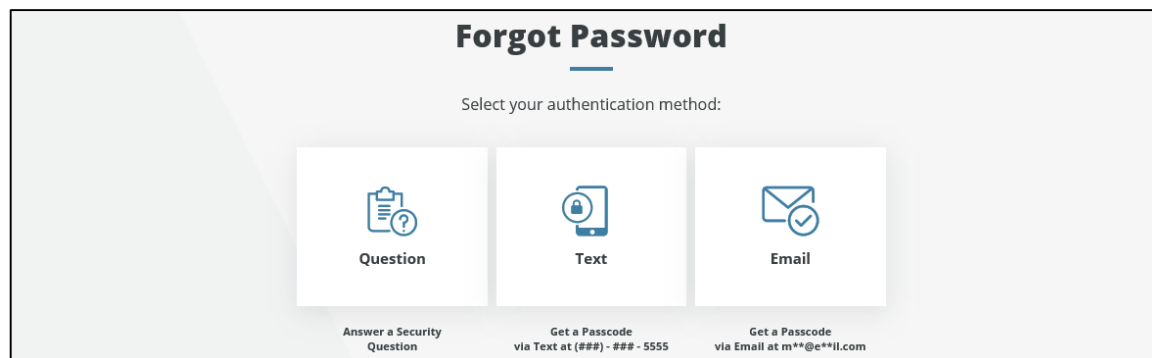 Forgot Password
Select your authentication method:
Question
Text
Email
Answer a Security
Question
Get a Passcode
via Text at (###) - ### - 5555
Get a Passcode
via Email at m**@e**il.com